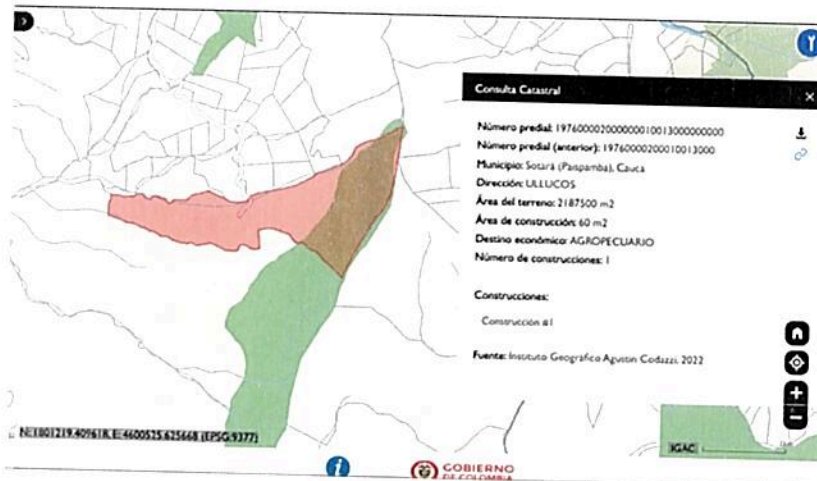 Consulta Catastral
Número predial: 197600002000000010013000000000
Número predial (anterior): 19760000200010013000
Municipio: Sotará (Paispamba), Cauca
Dirección: ULLUCOS
Área del terreno: 2187500 m2
Área de construcción: 60 m2
Destino económico: AGROPECUARIO
Número de construcciones: 1
Construcciones:
Construcción #1
Fuente: Instituto Geográfico Agustin Codazzi, 2022
N: 1801219.409618, E: 4600525.625668 (EPSG:9377)
IGAC
GOBIERNO
DE COLOMBIA